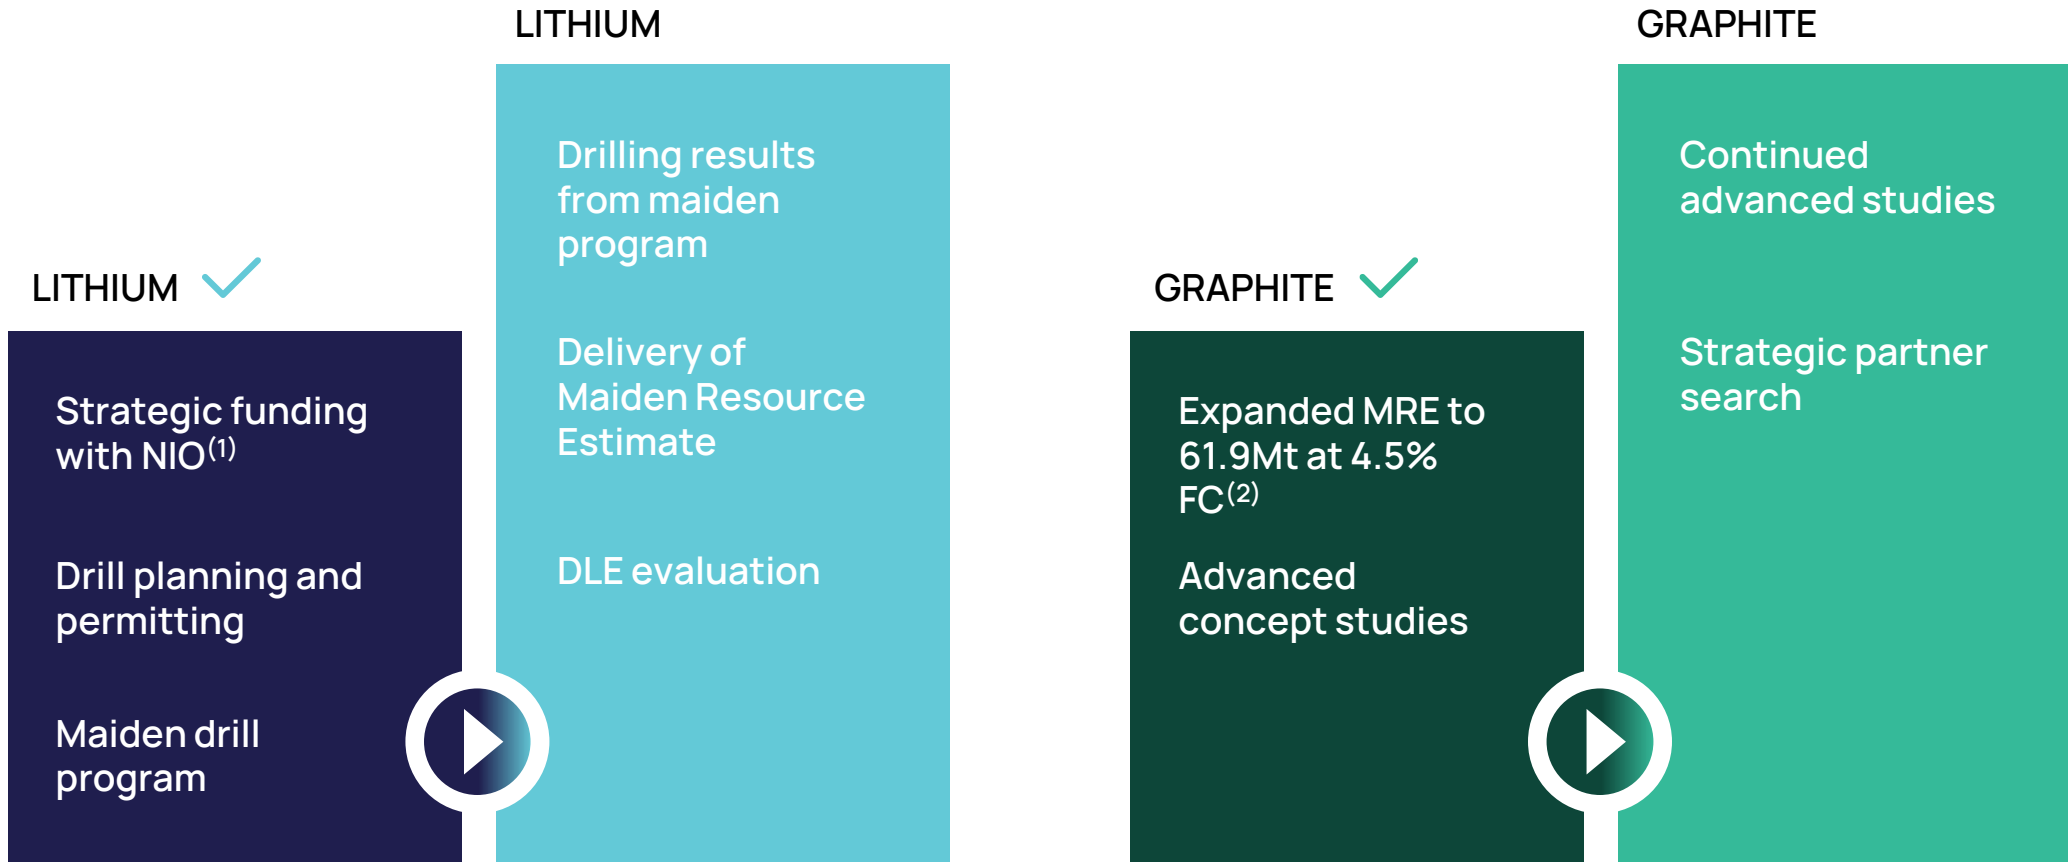 LITHIUM
Strategic funding
with NIO(1)
Drill planning and
permitting
Maiden drill
program
LITHIUM
Drilling results
from maiden
program
Delivery of
Maiden Resource
Estimate
DLE evaluation
GRAPHITE
Expanded MRE to
61.9Mt at 4.5%
FC(2)
Advanced
concept studies
GRAPHITE
Continued
advanced studies
Strategic partner
search